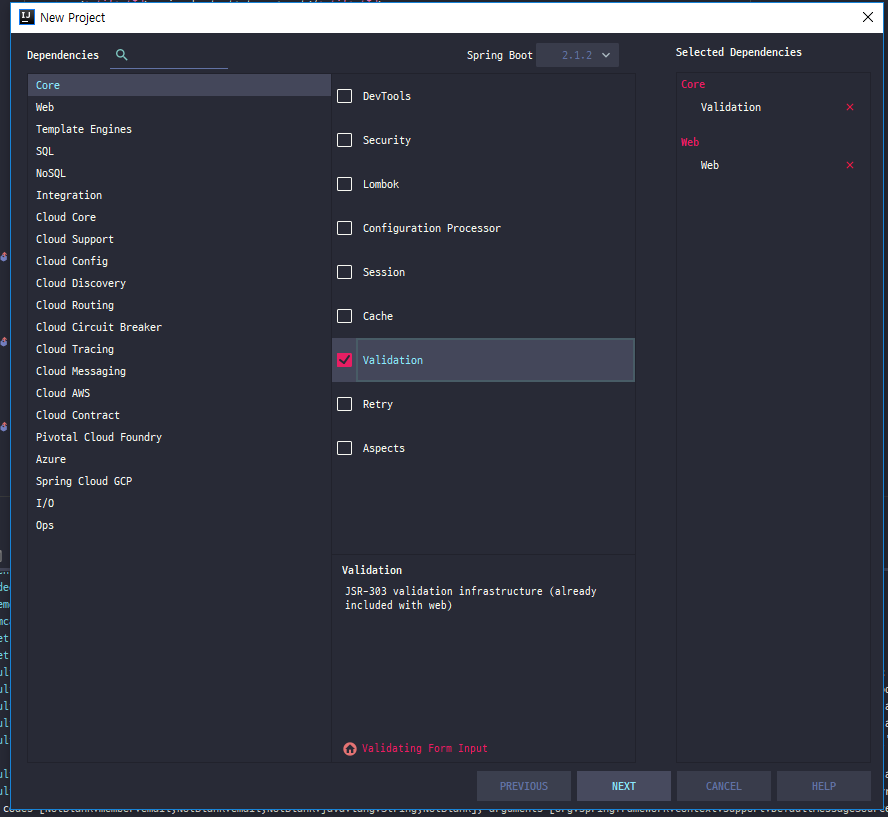 New Project
Dependencies
Spring Boot 2.1.2
Selected Dependencies
Core
Web
Template Engines
SQL
NoSQL
Integration
Cloud Core
Cloud Support
Cloud Config
Cloud Discovery
Cloud Routing
Cloud Circuit Breaker
Cloud Tracing
Cloud Messaging
Cloud AWS
Cloud Contract
Pivotal Cloud Foundry
Azure
Spring Cloud GCP
I/O
Ops
DevTools
Security
Lombok
Configuration Processor
Session
Cache
Validation
Retry
Aspects
Validation
JSR-303 validation infrastructure (already
included with web)
Validating Form Input
Core
Validation
Web
Web
PREVIOUS
NEXT
CANCEL
HELP